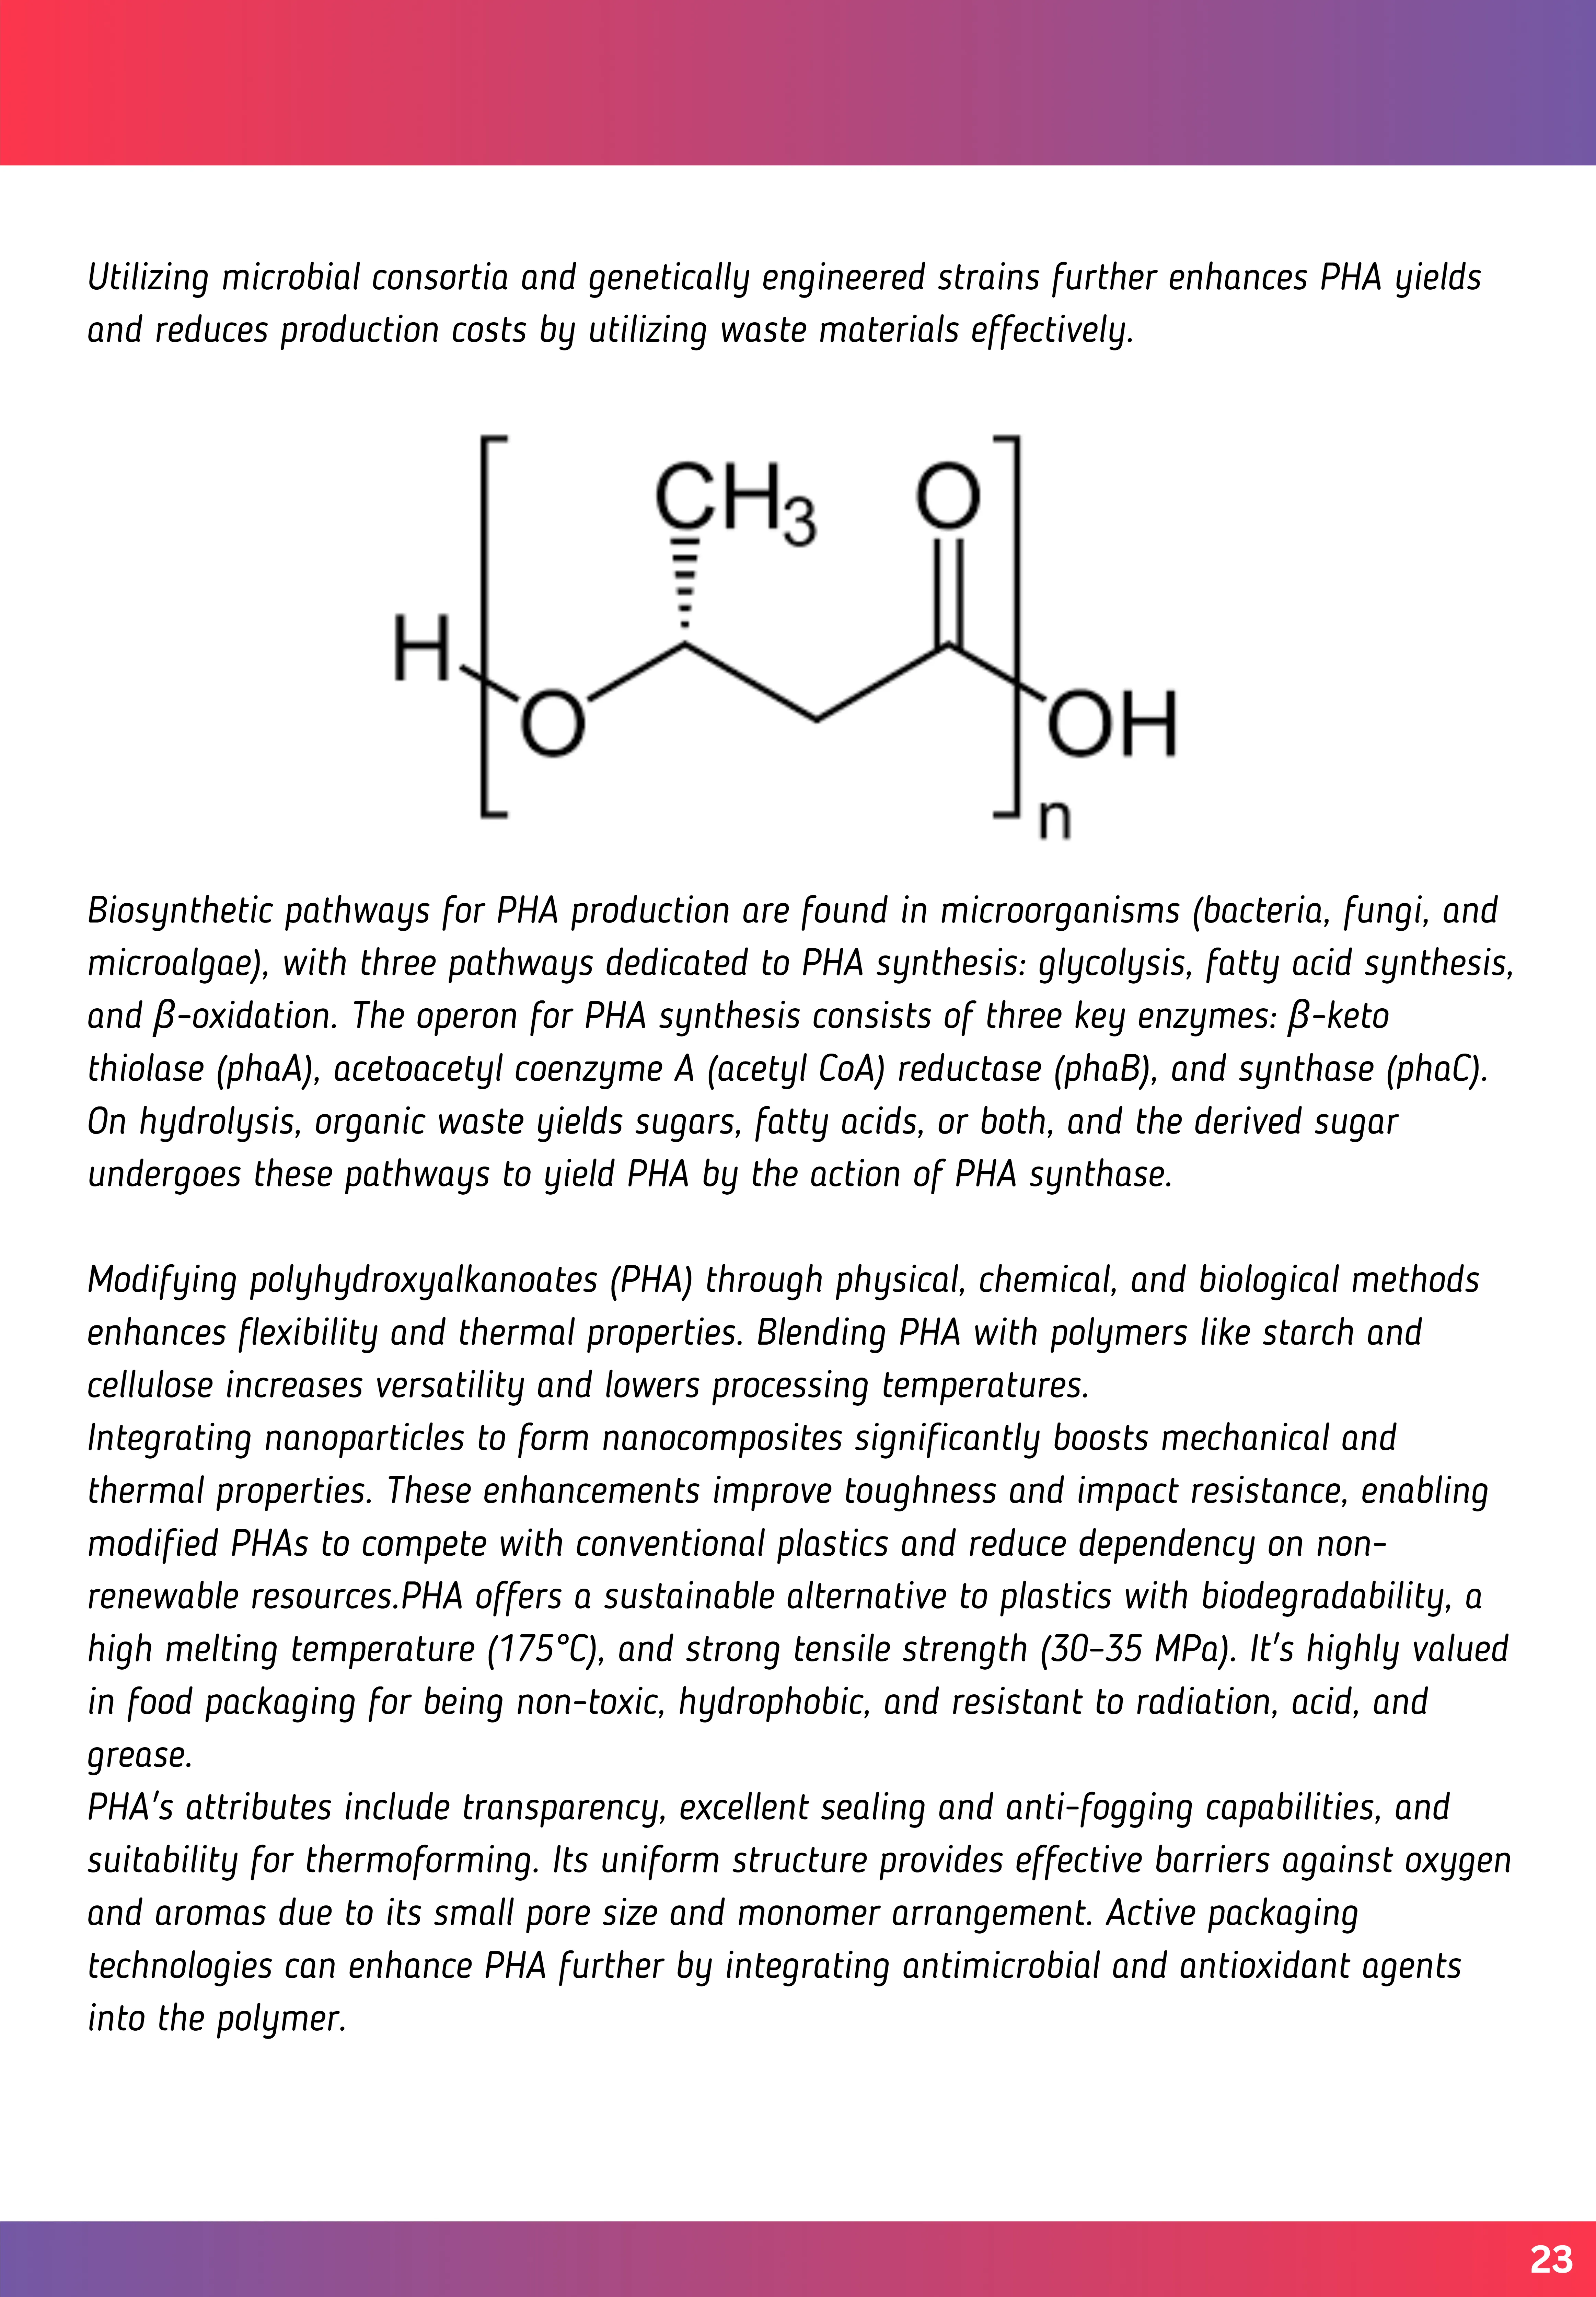 Utilizing microbial consortia and genetically engineered strains further enhances PHA yields
and reduces production costs by utilizing waste materials effectively.
CH3
O
H
O
OH
n
Biosynthetic pathways for PHA production are found in microorganisms (bacteria, fungi, and
microalgae), with three pathways dedicated to PHA synthesis: glycolysis, fatty acid synthesis,
and β-oxidation. The operon for PHA synthesis consists of three key enzymes: β-keto
thiolase (phaA), acetoacetyl coenzyme A (acetyl CoA) reductase (phaB), and synthase (phaC).
On hydrolysis, organic waste yields sugars, fatty acids, or both, and the derived sugar
undergoes these pathways to yield PHA by the action of PHA synthase.
Modifying polyhydroxyalkanoates (PHA) through physical, chemical, and biological methods
enhances flexibility and thermal properties. Blending PHA with polymers like starch and
cellulose increases versatility and lowers processing temperatures.
Integrating nanoparticles to form nanocomposites significantly boosts mechanical and
thermal properties. These enhancements improve toughness and impact resistance, enabling
modified PHAs to compete with conventional plastics and reduce dependency on non-
renewable resources.PHA offers a sustainable alternative to plastics with biodegradability, a
high melting temperature (175°C), and strong tensile strength (30–35 MPa). It's highly valued
in food packaging for being non-toxic, hydrophobic, and resistant to radiation, acid, and
grease.
PHA's attributes include transparency, excellent sealing and anti-fogging capabilities, and
suitability for thermoforming. Its uniform structure provides effective barriers against oxygen
and aromas due to its small pore size and monomer arrangement. Active packaging
technologies can enhance PHA further by integrating antimicrobial and antioxidant agents
into the polymer.
23